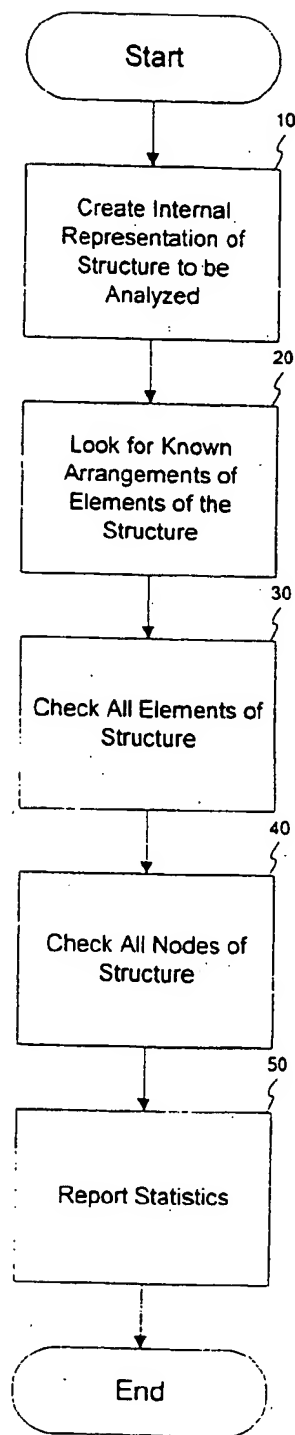 Start
10
Create Internal
Representation of
Structure to be
Analyzed
20
Look for Known
Arrangements of
Elements of the
Structure
30
Check All Elements of
Structure
40
Check All Nodes of
Structure
50
Report Statistics
End